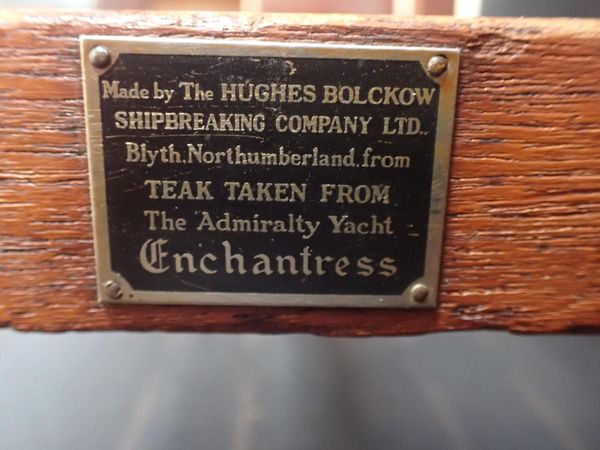 Made by The HUGHES BOLCKOW
SHIPBREAKING COMPANY LTD.
Blyth. Northumberland. from
TEAK TAKEN FROM
The Admiralty Yacht
Enchantress